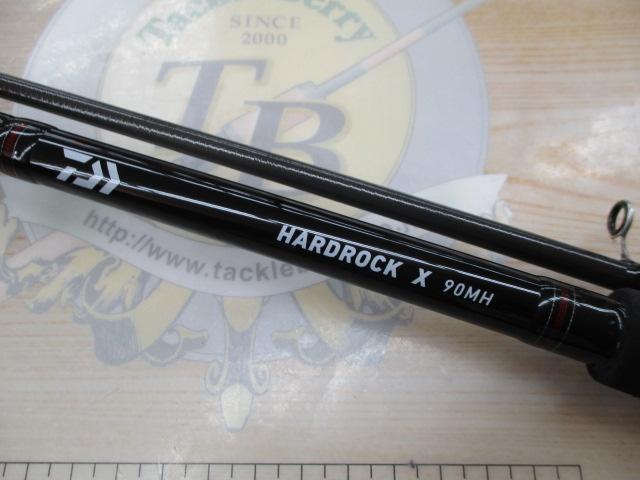 Tackle Berry
SINCE
2000
TB
http://www.tackle
HARDROCK X 90MH